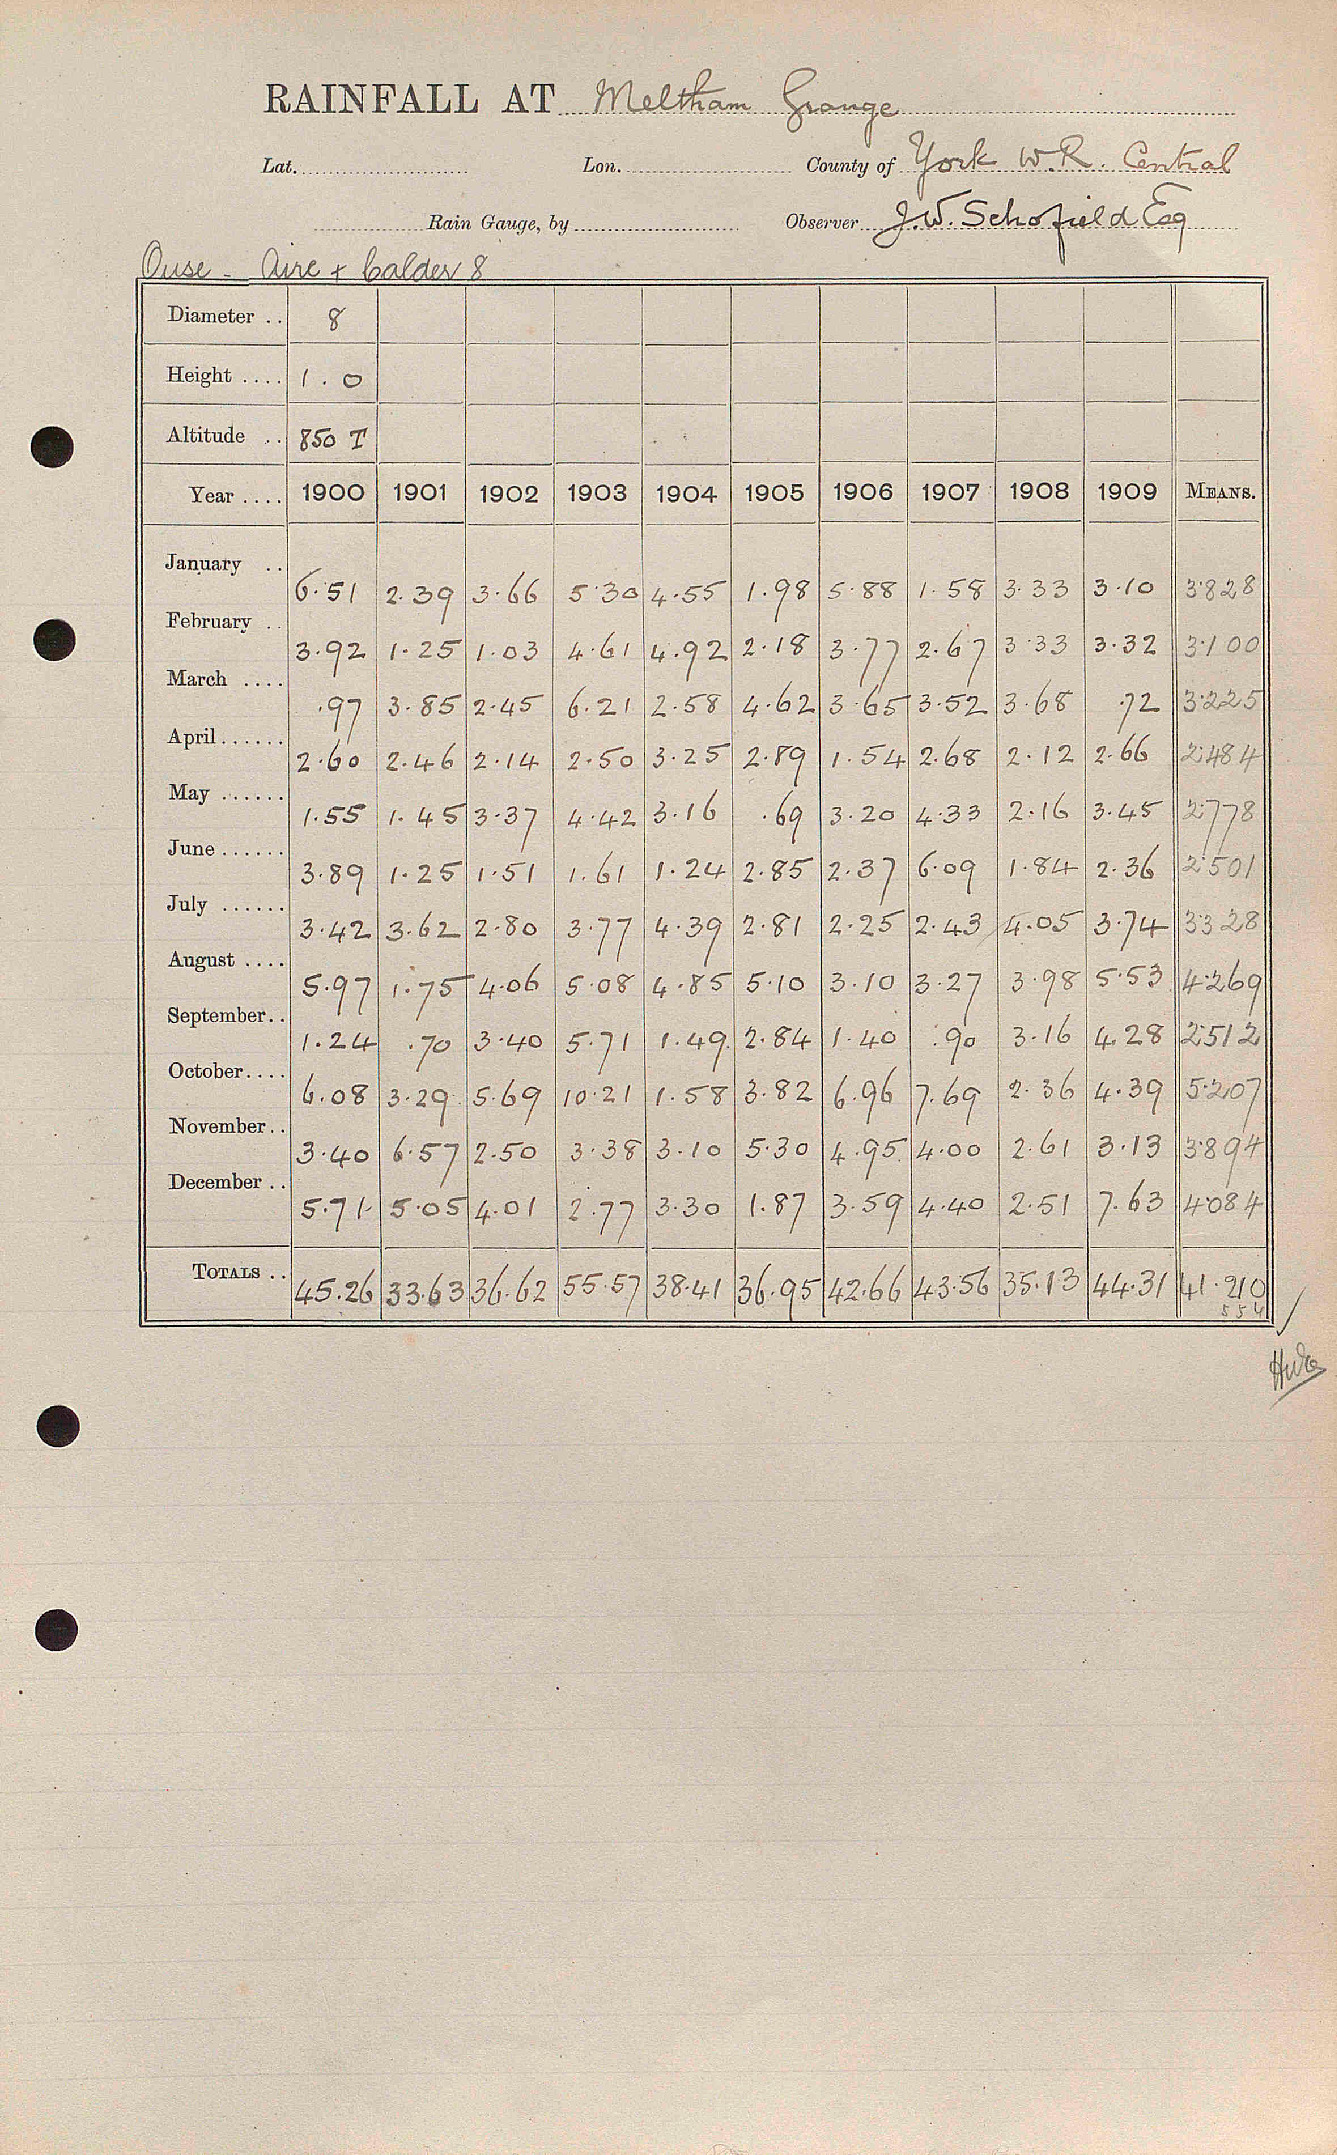 RAINFALL AT Meltham Grange
Lat. Lon. County of York W.R. Central
Rain Gauge, by Observer J.W. Schofield Esq
Ouse - Aire + Calder 8
Diameter .. 8
Height .... 1.0
Altitude .. 850 T
Year .... 1900 1901 1902 1903 1904 1905 1906 1907 1908 1909 MEANS.
January .. 6.51 2.39 3.66 5.30 4.55 1.98 5.88 1.58 3.33 3.10 3.828
February .. 3.92 1.25 1.03 4.61 4.92 2.18 3.77 2.67 3.33 3.32 3.100
March .... .97 3.85 2.45 6.21 2.58 4.62 3.65 3.52 3.68 .72 3.225
April...... 2.60 2.46 2.14 2.50 3.25 2.89 1.54 2.68 2.12 2.66 2.484
May ...... 1.55 1.45 3.37 4.42 3.16 .69 3.20 4.33 2.16 3.45 2.778
June ...... 3.89 1.25 1.51 1.61 1.24 2.85 2.37 6.09 1.84 2.36 2.501
July ...... 3.42 3.62 2.80 3.77 4.39 2.81 2.25 2.43 4.05 3.74 3328
August .... 5.97 1.75 4.06 5.08 4.85 5.10 3.10 3.27 3.98 5.53 4.269
September.. 1.24 .70 3.40 5.71 1.49 2.84 1.40 .90 3.16 4.28 2512
October.... 6.08 3.29 5.69 10.21 1.58 3.82 6.96 7.69 2.36 4.39 5.207
November.. 3.40 6.57 2.50 3.38 3.10 5.30 4.95 4.00 2.61 3.13 3.894
December .. 5.71 5.05 4.01 2.77 3.30 1.87 3.59 4.40 2.51 7.63 4.084
TOTALS .. 45.26 33.63 36.62 55.57 38.41 36.95 42.66 43.56 35.13 44.31 41.210
554